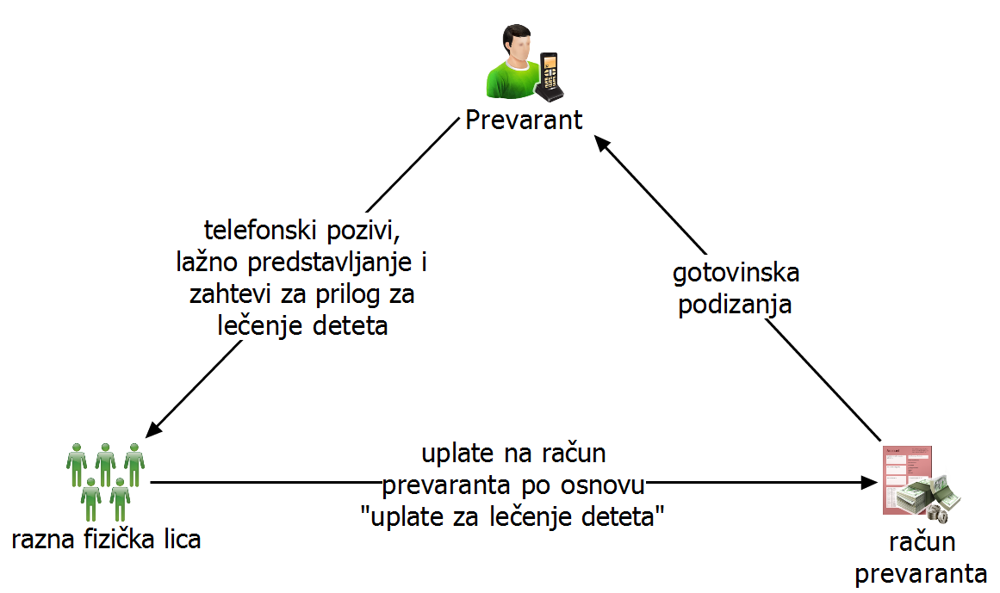 Prevarant
telefonski pozivi,
lažno predstavljanje i
zahtevi za prilog za
lečenje deteta
gotovinska
podizanja
uplate na račun
prevaranta po osnovu
"uplate za lečenje deteta"
razna fizička lica
račun
prevaranta